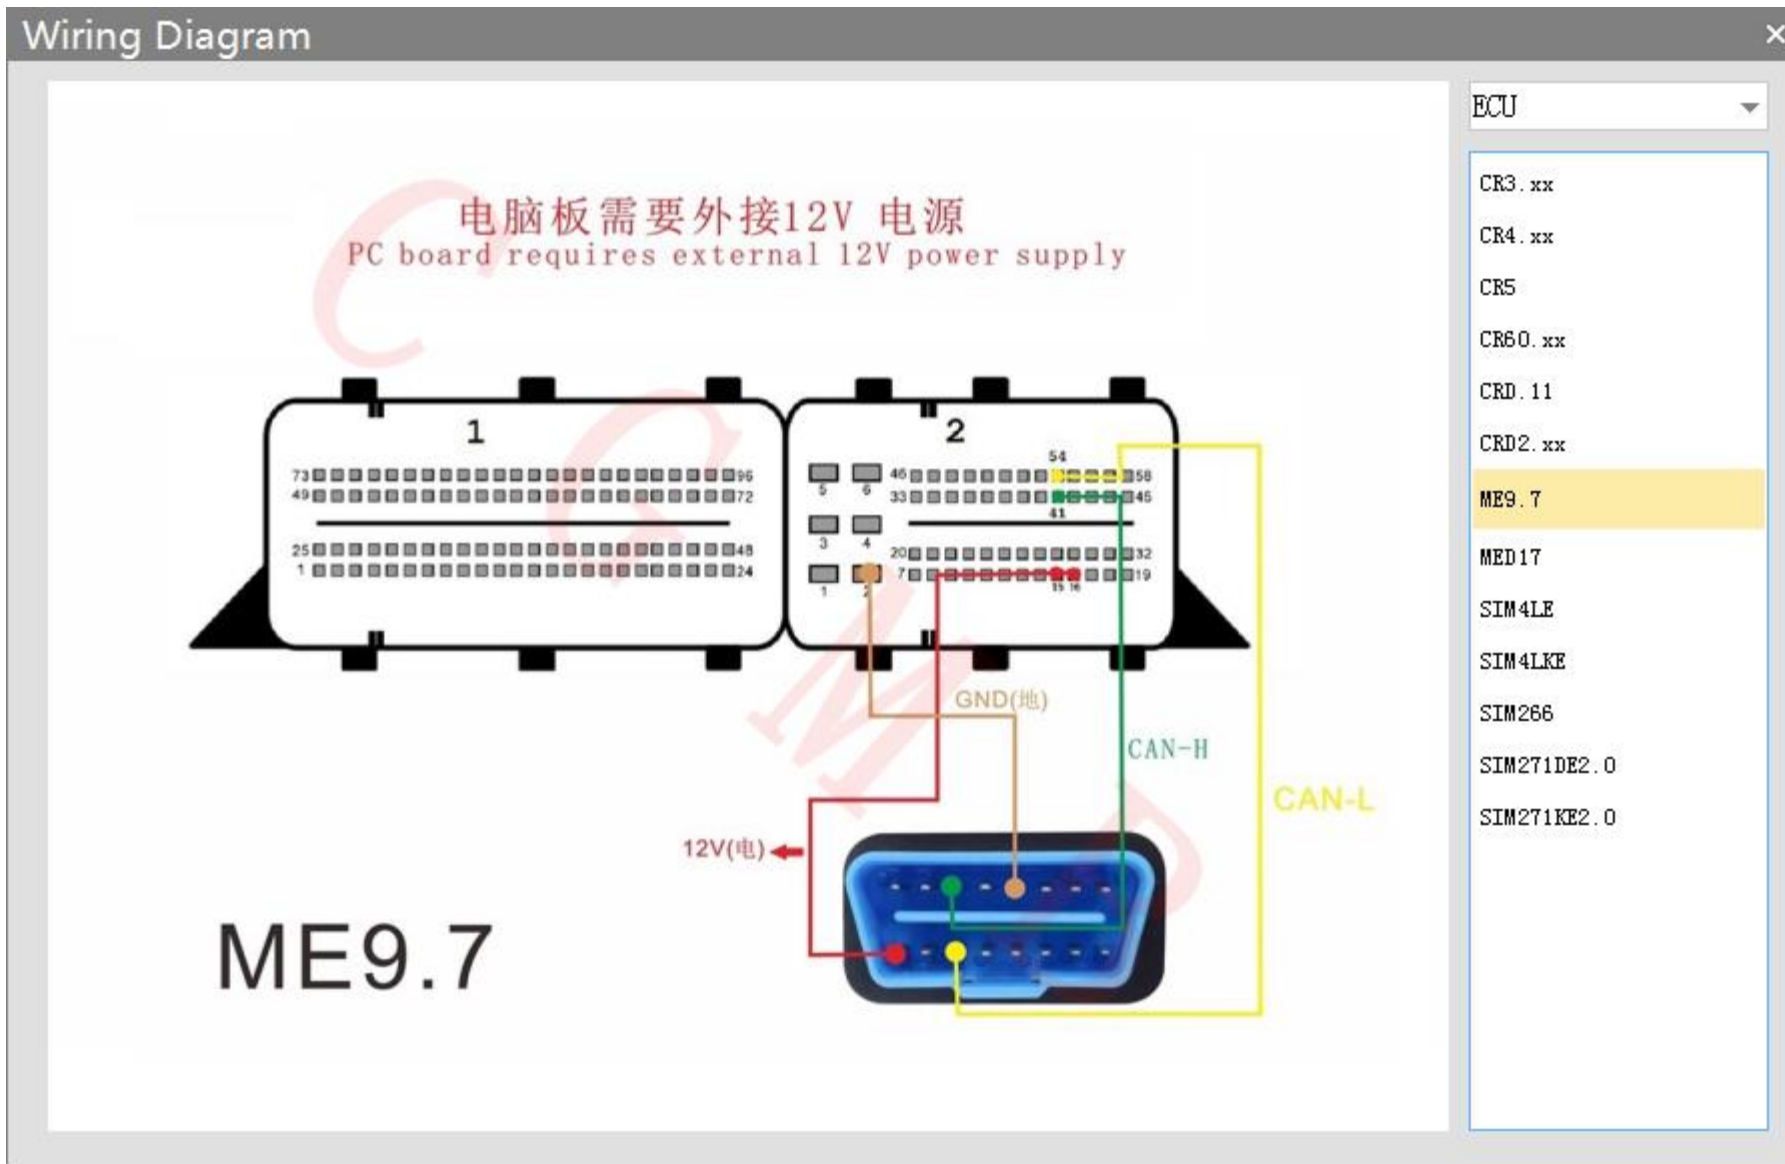 Wiring Diagram
ECU
电脑板需要外接12V 电源
PC board requires external 12V power supply
CGMB
1
2
54
73 96
49 72
5 6
46 58
33 45
41
25 48
1 24
3 4
20 32
7 19
1 2
15 16
GND(地)
CAN-H
CAN-L
12V(电)
ME9.7
CR3.xx
CR4.xx
CR5
CR60.xx
CRD.11
CRD2.xx
ME9.7
MED17
SIM4LE
SIM4LKE
SIM266
SIM271DE2.0
SIM271KE2.0